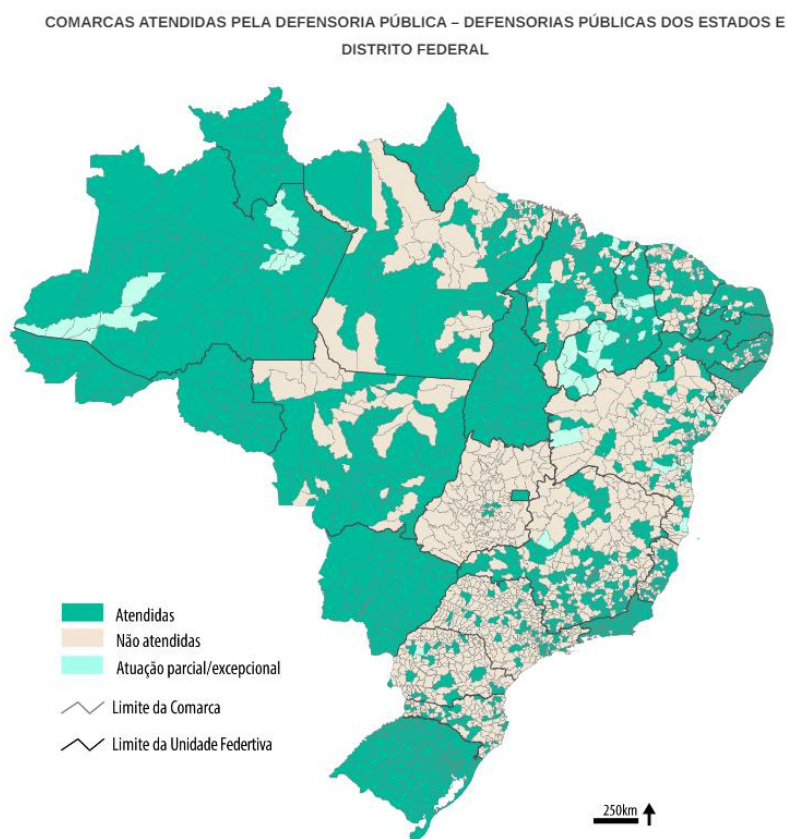 COMARCAS ATENDIDAS PELA DEFENSORIA PÚBLICA – DEFENSORIAS PÚBLICAS DOS ESTADOS E
DISTRITO FEDERAL
Atendidas
Não atendidas
Atuação parcial/excepcional
Limite da Comarca
Limite da Unidade Federtiva
250km